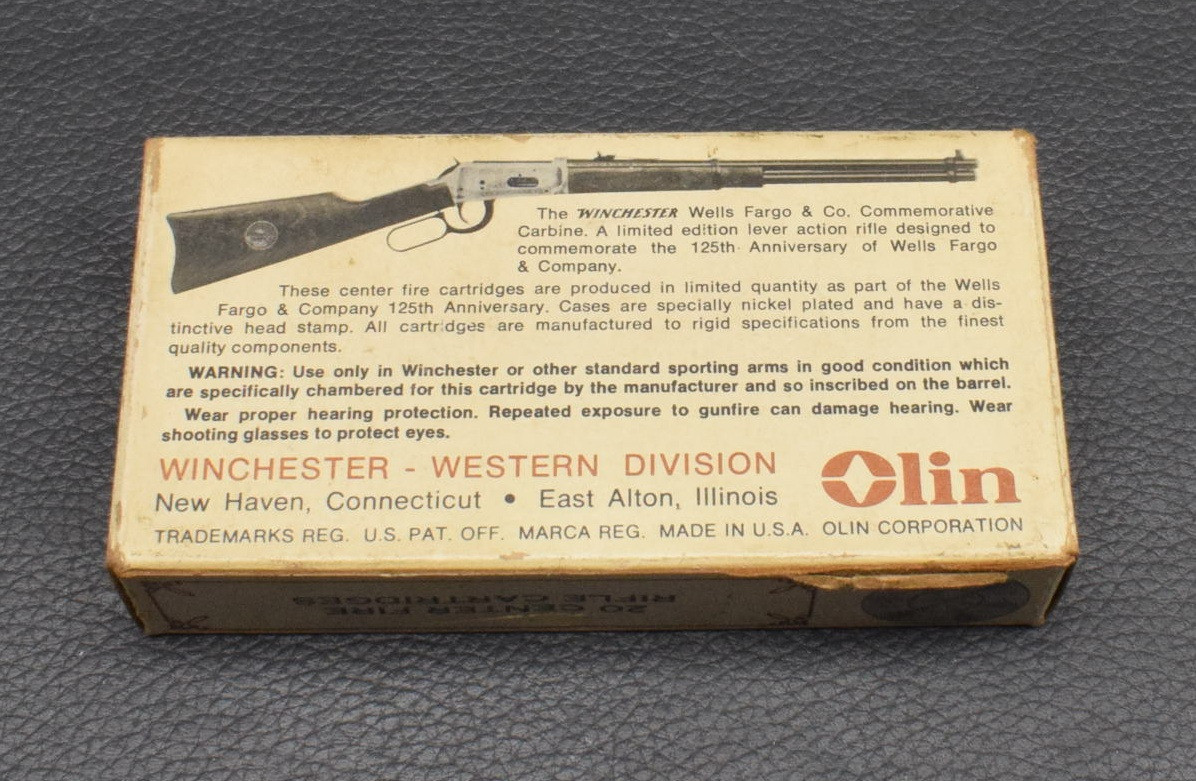 The WINCHESTER Wells Fargo & Co. Commemorative
Carbine. A limited edition lever action rifle designed to
commemorate the 125th Anniversary of Wells Fargo
& Company.
These center fire cartridges are produced in limited quantity as part of the Wells
Fargo & Company 125th Anniversary. Cases are specially nickel plated and have a dis-
tinctive head stamp. All cartridges are manufactured to rigid specifications from the finest
quality components.
WARNING: Use only in Winchester or other standard sporting arms in good condition which
are specifically chambered for this cartridge by the manufacturer and so inscribed on the barrel.
Wear proper hearing protection. Repeated exposure to gunfire can damage hearing. Wear
shooting glasses to protect eyes.
WINCHESTER - WESTERN DIVISION
New Haven, Connecticut • East Alton, Illinois
Olin
TRADEMARKS REG. U.S. PAT. OFF. MARCA REG. MADE IN U.S.A. OLIN CORPORATION
20 CENTER FIRE
RIFLE CARTRIDGES